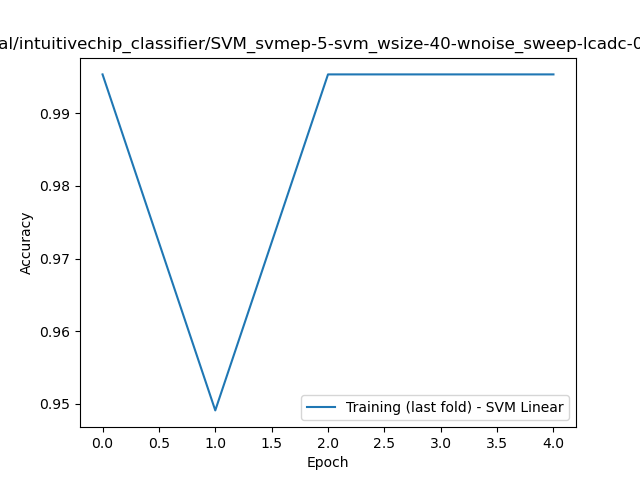 al/intuitivechip_classifier/SVM_svmep-5-svm_wsize-40-wnoise_sweep-lcadc-0
0.99
0.98
0.97
0.96
0.95
Accuracy
0.0 0.5 1.0 1.5 2.0 2.5 3.0 3.5 4.0
Epoch
Training (last fold) - SVM Linear